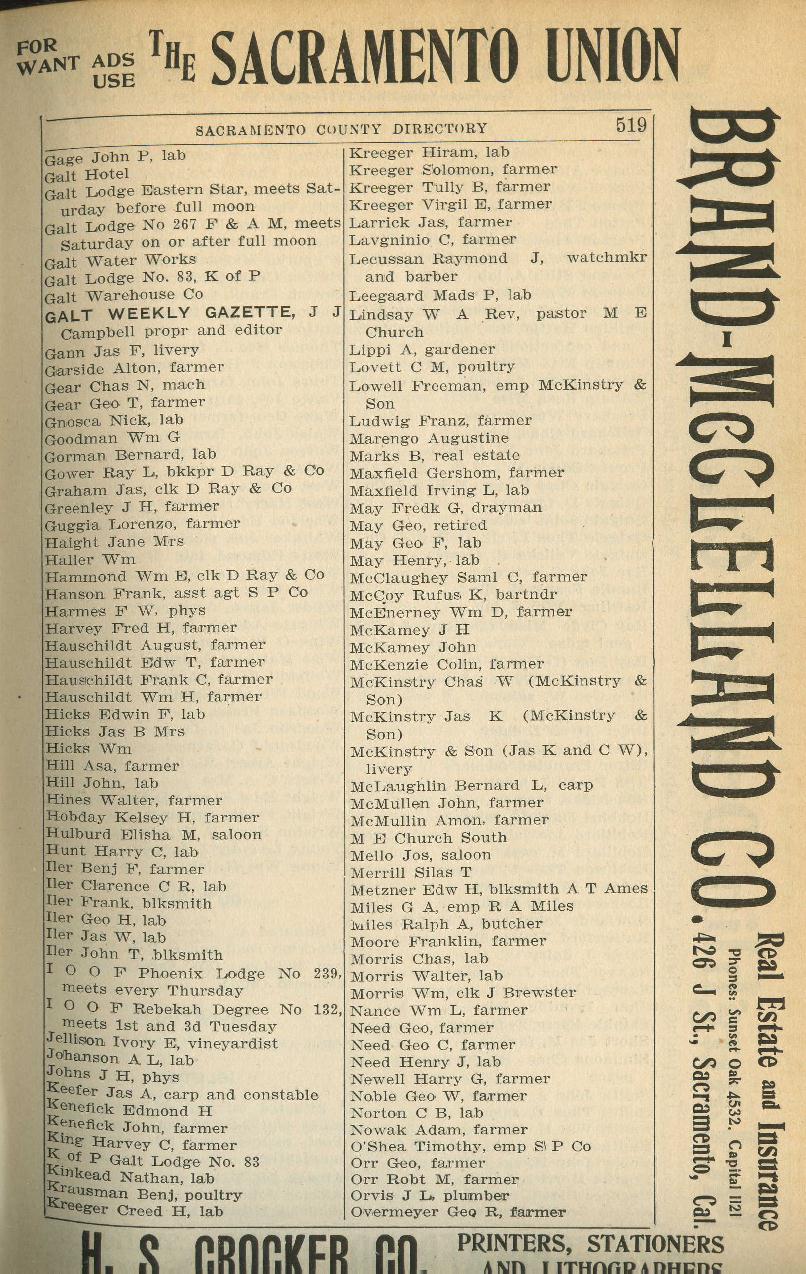 FOR
WANT ADS
USE
THE SACRAMENTO UNION
SACRAMENTO COUNTY DIRECTORY 519
Gage John P, lab
Galt Hotel
Galt Lodge Eastern Star, meets Sat-
urday before full moon
Galt Lodge No 267 F & A M, meets
Saturday on or after full moon
Galt Water Works
Galt Lodge No. 83, K of P
Galt Warehouse Co
GALT WEEKLY GAZETTE, J J
Campbell propr and editor
Gann Jas F, livery
Garside Alton, farmer
Gear Chas N, mach
Gear Geo T, farmer
Gnosca Nick, lab
Goodman Wm G
Gorman Bernard, lab
Gower Ray L, bkkpr D Ray & Co
Graham Jas, clk D Ray & Co
Greenley J H, farmer
Guggia Lorenzo, farmer
Haight Jane Mrs
Haller Wm
Hammond Wm E, clk D Ray & Co
Hanson Frank, asst agt S P Co
Harmes F W, phys
Harvey Fred H, farmer
Hauschildt August, farmer
Hauschildt Edw T, farmer
Hauschildt Frank C, farmer
Hauschildt Wm H, farmer
Hicks Edwin F, lab
Hicks Jas B Mrs
Hicks Wm
Hill Asa, farmer
Hill John, lab
Hines Walter, farmer
Hobday Kelsey H, farmer
Hulburd Elisha M, saloon
Hunt Harry C, lab
Iler Benj F, farmer
Iler Clarence C R, lab
Iler Frank, blksmith
Iler Geo H, lab
Iler Jas W, lab
Iler John T, blksmith
I O O F Phoenix Lodge No 239,
meets every Thursday
I O O F Rebekah Degree No 132,
meets 1st and 3d Tuesday
Jellison Ivory E, vineyardist
Johanson A L, lab
Johns J H, phys
Keefer Jas A, carp and constable
Kenefick Edmond H
Kenefick John, farmer
King Harvey C, farmer
K of P Galt Lodge No. 83
Kinkead Nathan, lab
Krausman Benj, poultry
Kreeger Creed H, lab
Kreeger Hiram, lab
Kreeger Solomon, farmer
Kreeger Tully B, farmer
Kreeger Virgil E, farmer
Larrick Jas, farmer
Lavgninio C, farmer
Lecussan Raymond J, watchmkr
and barber
Leegaard Mads P, lab
Lindsay W A Rev, pastor M E
Church
Lippi A, gardener
Lovett C M, poultry
Lowell Freeman, emp McKinstry &
Son
Ludwig Franz, farmer
Marengo Augustine
Marks B, real estate
Maxfield Gershom, farmer
Maxfield Irving L, lab
May Fredk G, drayman
May Geo, retired
May Geo F, lab
May Henry, lab
McClaughey Saml C, farmer
McCoy Rufus K, bartndr
McEnerney Wm D, farmer
McKamey J H
McKamey John
McKenzie Colin, farmer
McKinstry Chas W (McKinstry &
Son)
McKinstry Jas K (McKinstry &
Son)
McKinstry & Son (Jas K and C W),
livery
McLaughlin Bernard L, carp
McMullen John, farmer
McMullin Amon, farmer
M E Church South
Mello Jos, saloon
Merrill Silas T
Metzner Edw H, blksmith A T Ames
Miles G A, emp R A Miles
Miles Ralph A, butcher
Moore Franklin, farmer
Morris Chas, lab
Morris Walter, lab
Morris Wm, clk J Brewster
Nance Wm L, farmer
Need Geo, farmer
Need Geo C, farmer
Need Henry J, lab
Newell Harry G, farmer
Noble Geo W, farmer
Norton C B, lab
Nowak Adam, farmer
O'Shea Timothy, emp S P Co
Orr Geo, farmer
Orr Robt M, farmer
Orvis J L, plumber
Overmeyer Geo R, farmer
BRAND-McCLELLAND CO.
Real Estate and Insurance
Phones: Sunset Oak 4532. Capital 1121
426 J St., Sacramento, Cal.
H. S. CROCKER CO.
PRINTERS, STATIONERS
AND LITHOGRAPHERS